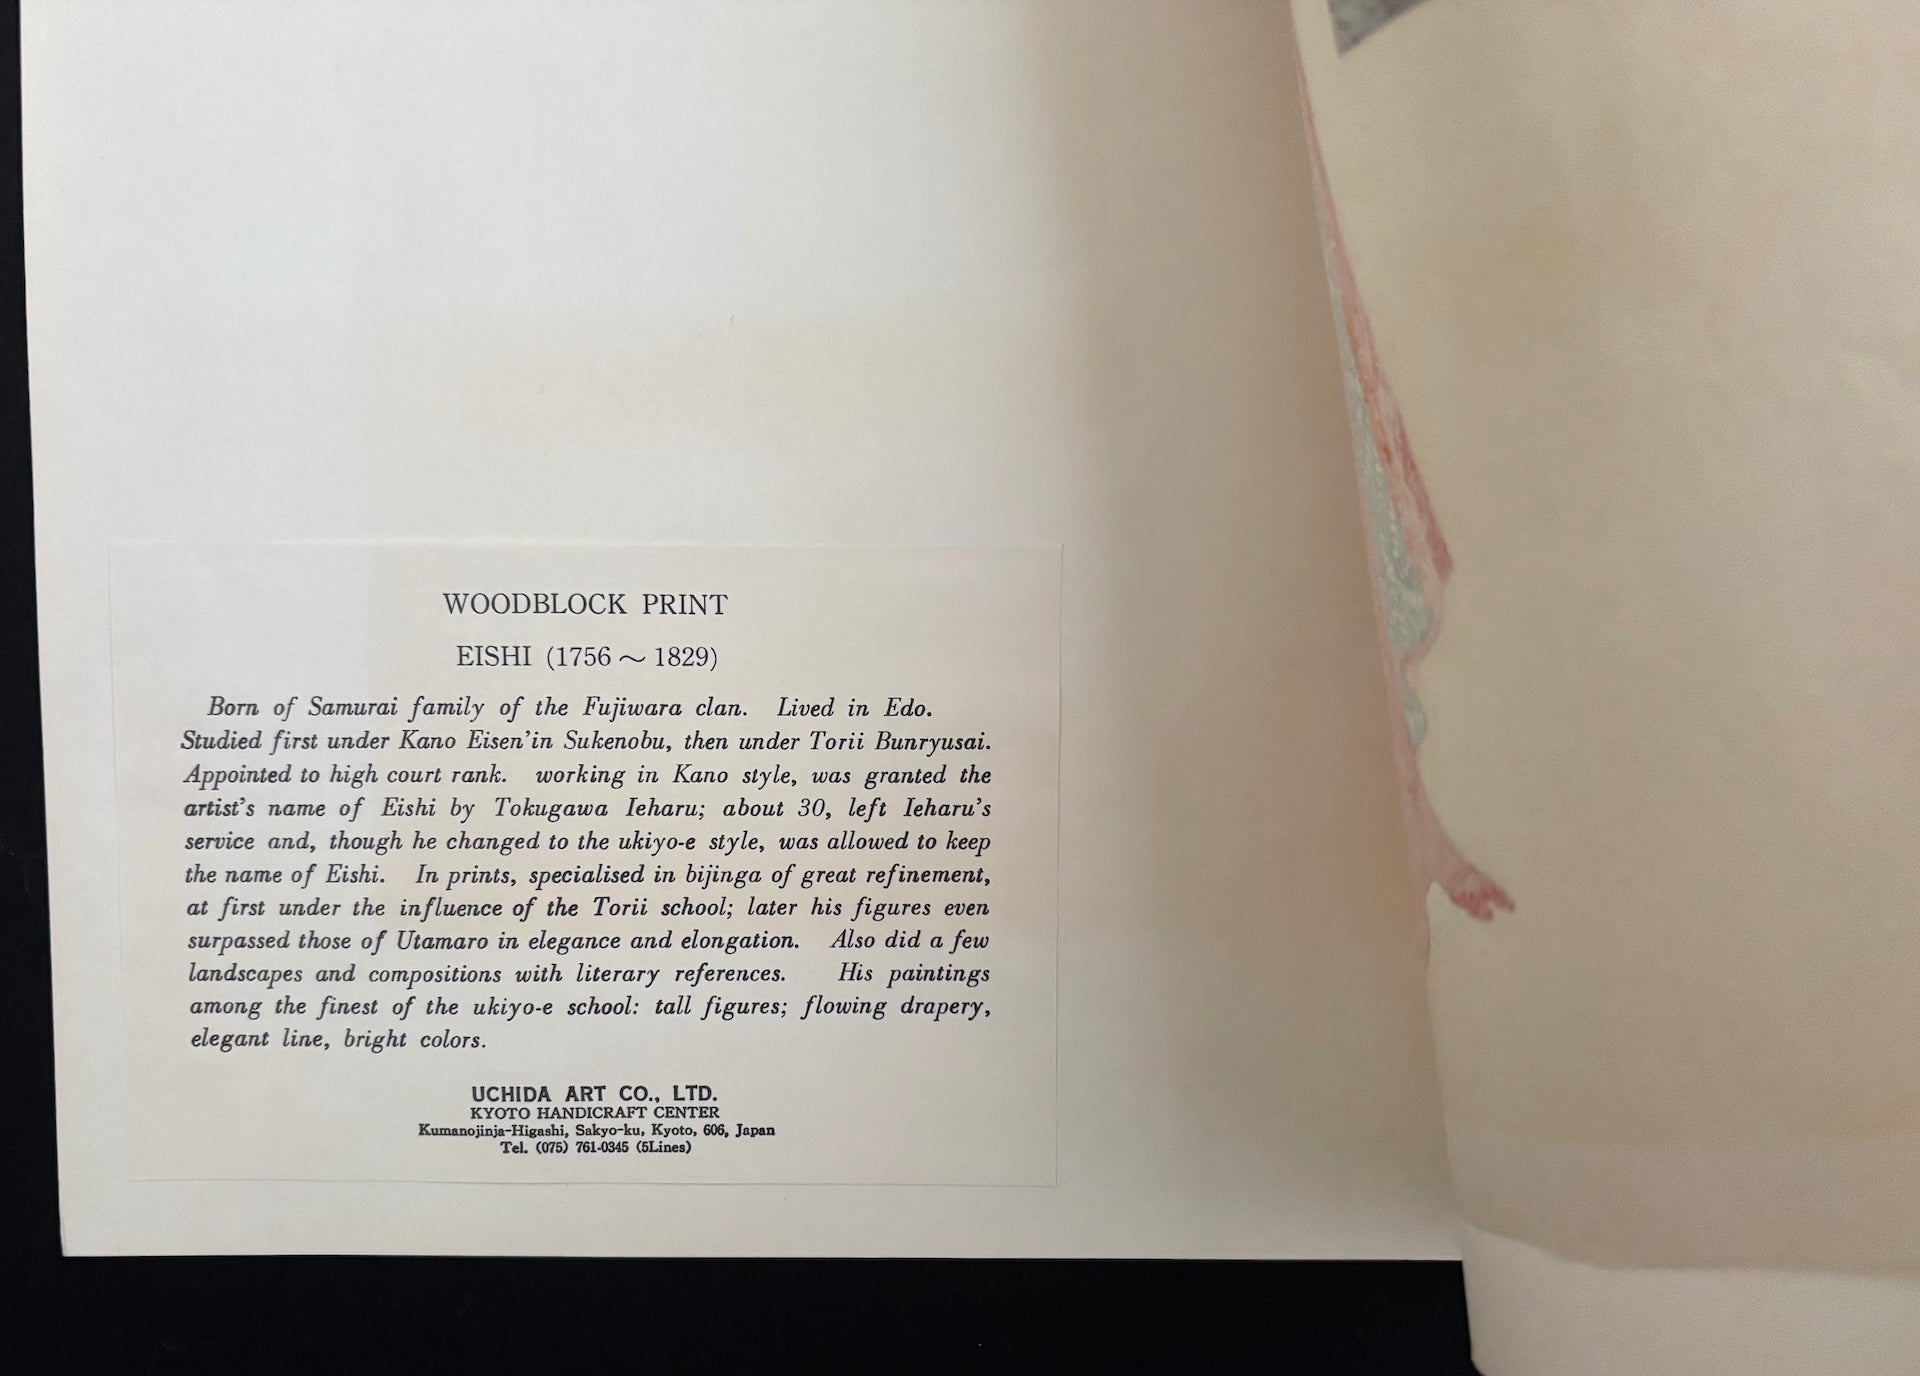 WOODBLOCK PRINT
EISHI (1756 ～ 1829)
Born of Samurai family of the Fujiwara clan. Lived in Edo.
Studied first under Kano Eisen'in Sukenobu, then under Torii Bunryusai.
Appointed to high court rank. working in Kano style, was granted the
artist's name of Eishi by Tokugawa Ieharu; about 30, left Ieharu's
service and, though he changed to the ukiyo-e style, was allowed to keep
the name of Eishi. In prints, specialised in bijinga of great refinement,
at first under the influence of the Torii school; later his figures even
surpassed those of Utamaro in elegance and elongation. Also did a few
landscapes and compositions with literary references. His paintings
among the finest of the ukiyo-e school: tall figures; flowing drapery,
elegant line, bright colors.
UCHIDA ART CO., LTD.
KYOTO HANDICRAFT CENTER
Kumanojinja-Higashi, Sakyo-ku, Kyoto, 606, Japan
Tel. (075) 761-0345 (5Lines)